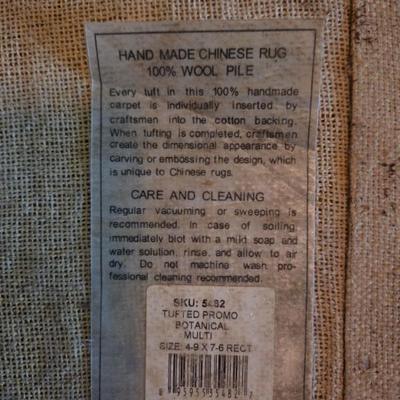 HAND MADE CHINESE RUG
100% WOOL PILE
Every tuft in this 100% handmade
carpet is individually inserted by
craftsmen into the cotton backing.
When tufting is completed, craftsmen
create the dimensional appearance by
carving or embossing the design, which
is unique to Chinese rugs.
CARE AND CLEANING
Regular vacuuming or sweeping is
recommended. In case of soiling
immediately blot with a mild soap and
water solution, rinse, and allow to air
dry. Do not machine wash, pro-
fessional cleaning recommended.
SKU: 5482
TUFTED PROMO
BOTANICAL
MULTI
SIZE: 4-9 X 7-6 RECT
8 93955 35482 7